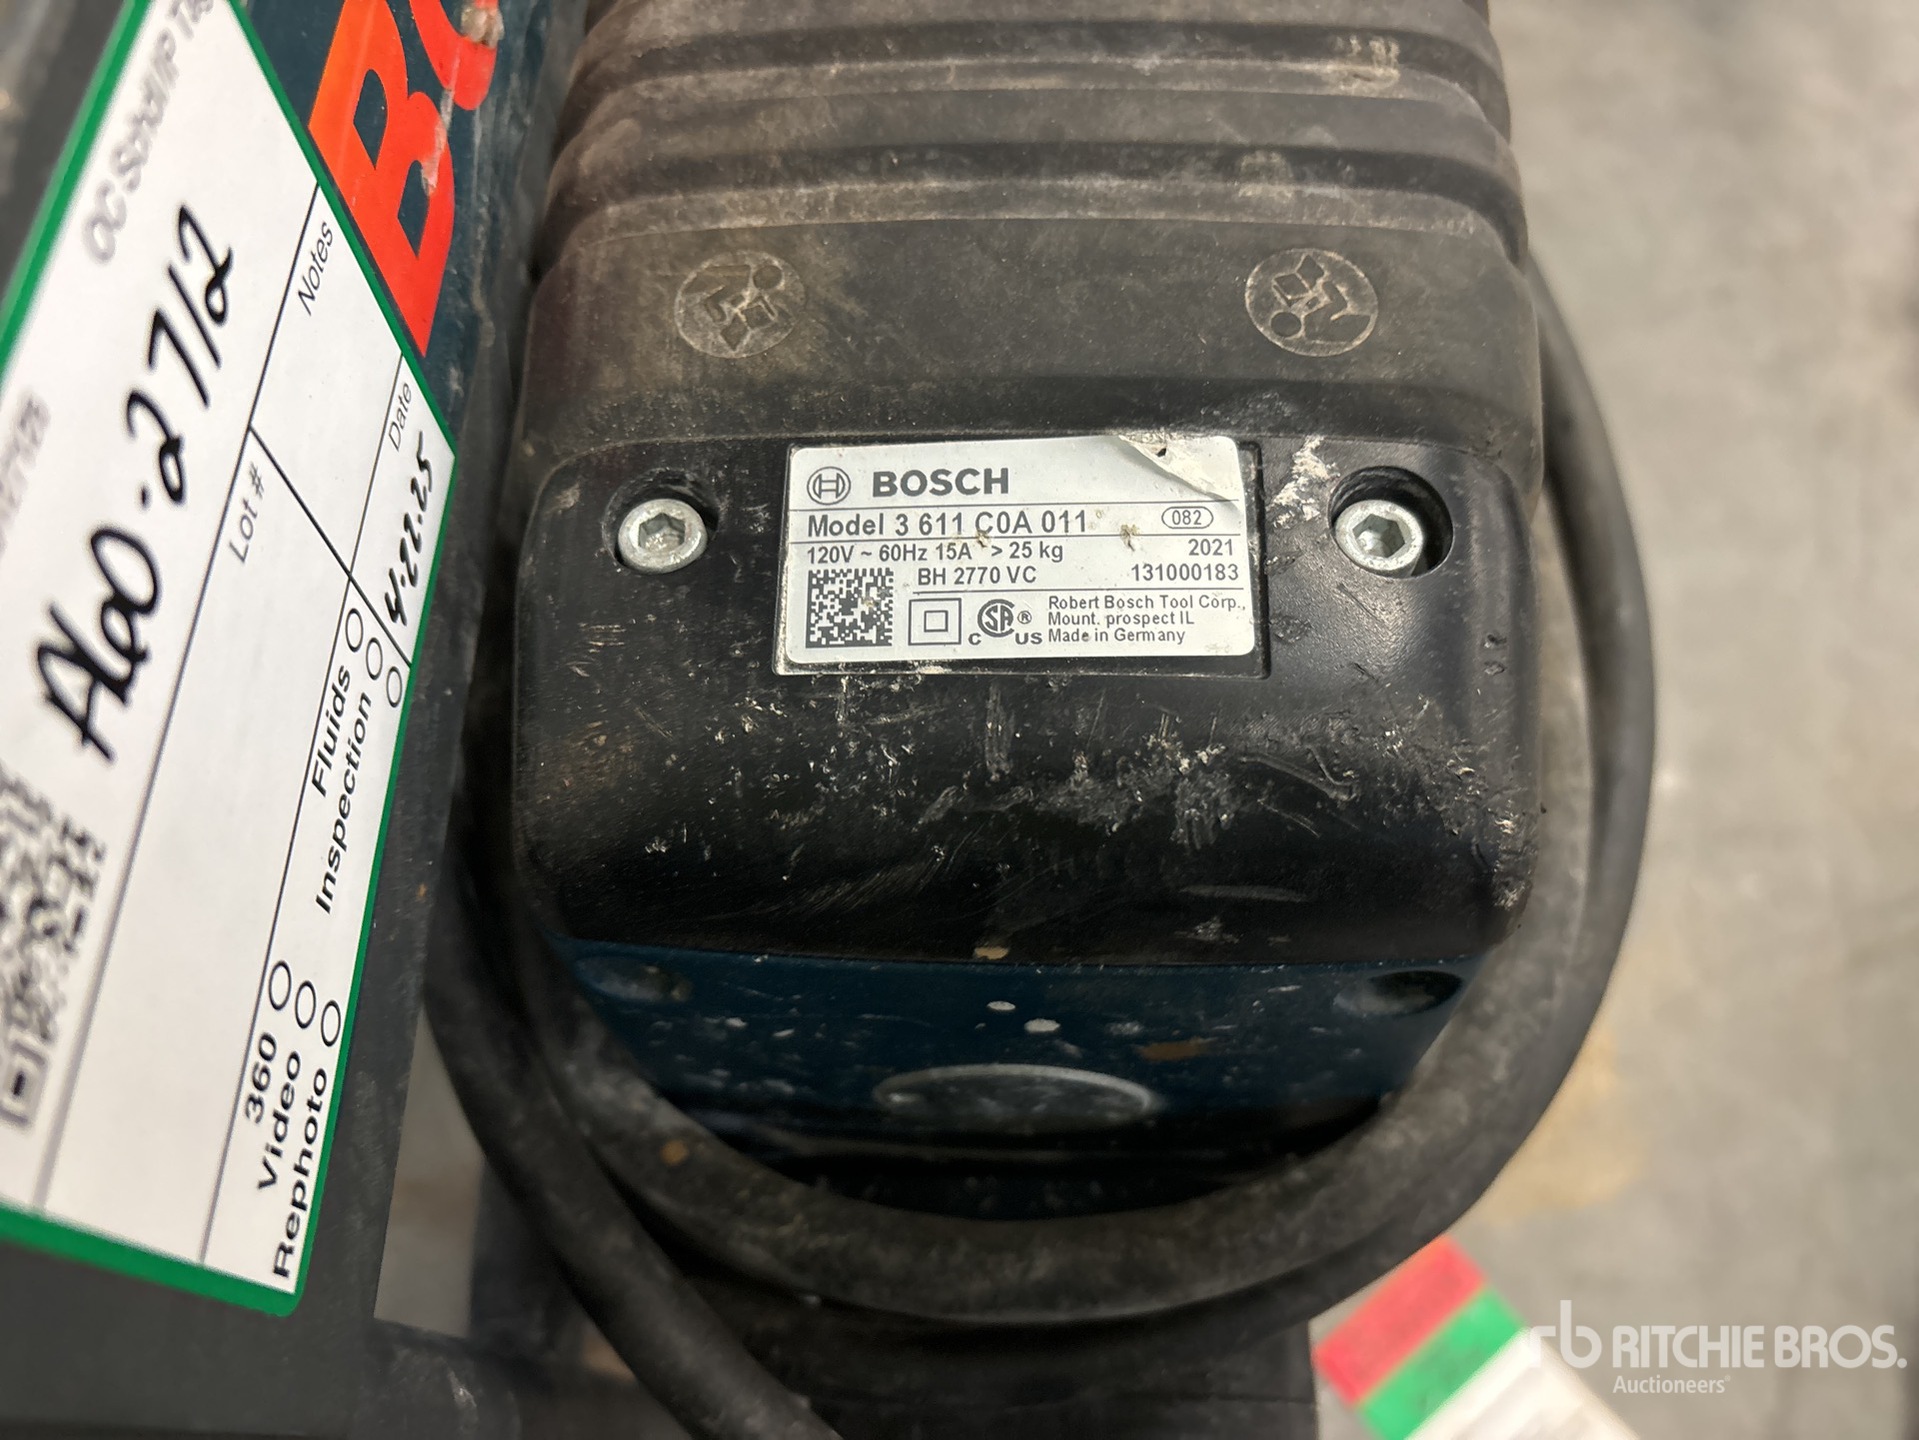 BOSCH
Model 3 611 C0A 011
082
120V ~ 60Hz 15A > 25 kg
2021
BH 2770 VC
131000183
Robert Bosch Tool Corp.,
Mount. prospect IL
Made in Germany
C SA ® US
Notes
Lot #
Date
4.22.25
Fluids
Inspection
360
Video
Rephoto
RITCHIE BROS.
Auctioneers